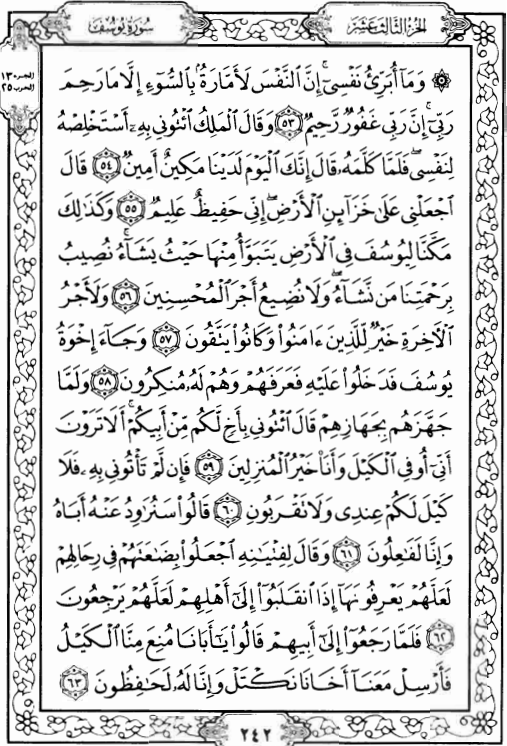 الجزء الثالث عشر
سورة يوسف
الجزء ١٣
الحزب ٢٥
۞ وَمَا أُبَرِّئُ نَفْسِيٓ ۚ إِنَّ ٱلنَّفْسَ لَأَمَّارَةُۢ بِٱلسُّوٓءِ إِلَّا مَا رَحِمَ
رَبِّيٓ ۚ إِنَّ رَبِّي غَفُورٌ رَّحِيمٌ ۝٥٣ وَقَالَ ٱلْمَلِكُ ٱئْتُونِي بِهِۦٓ أَسْتَخْلِصْهُ
لِنَفْسِي ۖ فَلَمَّا كَلَّمَهُۥ قَالَ إِنَّكَ ٱلْيَوْمَ لَدَيْنَا مَكِينٌ أَمِينٌ ۝٥٤ قَالَ
ٱجْعَلْنِي عَلَىٰ خَزَآئِنِ ٱلْأَرْضِ ۖ إِنِّي حَفِيظٌ عَلِيمٌ ۝٥٥ وَكَذَٰلِكَ
مَكَّنَّا لِيُوسُفَ فِي ٱلْأَرْضِ يَتَبَوَّأُ مِنْهَا حَيْثُ يَشَآءُ ۚ نُصِيبُ
بِرَحْمَتِنَا مَن نَّشَآءُ ۖ وَلَا نُضِيعُ أَجْرَ ٱلْمُحْسِنِينَ ۝٥٦ وَلَأَجْرُ
ٱلْآخِرَةِ خَيْرٌ لِّلَّذِينَ ءَامَنُوا۟ وَكَانُوا۟ يَتَّقُونَ ۝٥٧ وَجَآءَ إِخْوَةُ
يُوسُفَ فَدَخَلُوا۟ عَلَيْهِ فَعَرَفَهُمْ وَهُمْ لَهُۥ مُنكِرُونَ ۝٥٨ وَلَمَّا
جَهَّزَهُم بِجَهَازِهِمْ قَالَ ٱئْتُونِي بِأَخٍ لَّكُم مِّنْ أَبِيكُمْ ۚ أَلَا تَرَوْنَ
أَنِّيٓ أُوفِي ٱلْكَيْلَ وَأَنَا۠ خَيْرُ ٱلْمُنزِلِينَ ۝٥٩ فَإِن لَّمْ تَأْتُونِي بِهِۦ فَلَا
كَيْلَ لَكُمْ عِندِي وَلَا تَقْرَبُونِ ۝٦٠ قَالُوا۟ سَنُرَٰوِدُ عَنْهُ أَبَاهُ
وَإِنَّا لَفَٰعِلُونَ ۝٦١ وَقَالَ لِفِتْيَٰنِهِ ٱجْعَلُوا۟ بِضَٰعَتَهُمْ فِي رِحَالِهِمْ
لَعَلَّهُمْ يَعْرِفُونَهَآ إِذَا ٱنقَلَبُوٓا۟ إِلَىٰٓ أَهْلِهِمْ لَعَلَّهُمْ يَرْجِعُونَ
۝٦٢ فَلَمَّا رَجَعُوٓا۟ إِلَىٰٓ أَبِيهِمْ قَالُوا۟ يَٰٓأَبَانَا مُنِعَ مِنَّا ٱلْكَيْلُ
فَأَرْسِلْ مَعَنَآ أَخَانَا نَكْتَلْ وَإِنَّا لَهُۥ لَحَٰفِظُونَ ۝٦٣
٢٤٢